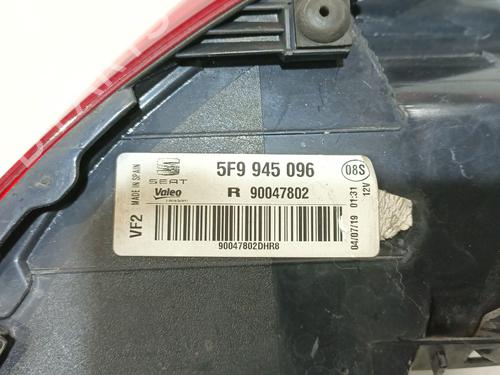 SEAT
5F9 945 096
08S
MADE IN SPAIN
VF2
Valeo
R 90047802
04/07/19 01:31
12V
90047802DHR8